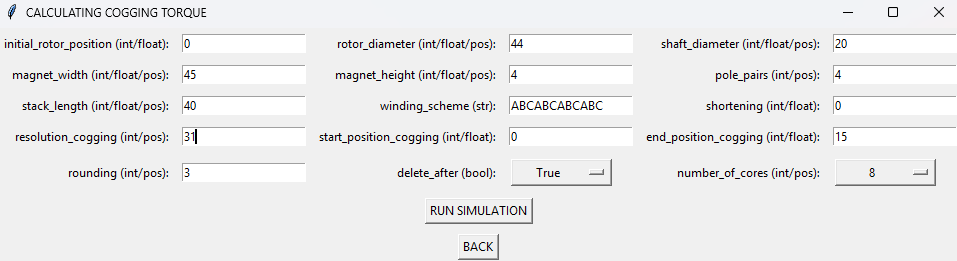 CALCULATING COGGING TORQUE
initial_rotor_position (int/float): 0 rotor_diameter (int/float/pos): 44 shaft_diameter (int/float/pos): 20
magnet_width (int/float/pos): 45 magnet_height (int/float/pos): 4 pole_pairs (int/pos): 4
stack_length (int/float/pos): 40 winding_scheme (str): ABCABCABCABC shortening (int/float): 0
resolution_cogging (int/pos): 31 start_position_cogging (int/float): 0 end_position_cogging (int/float): 15
rounding (int/pos): 3 delete_after (bool): True number_of_cores (int/pos): 8
RUN SIMULATION
BACK